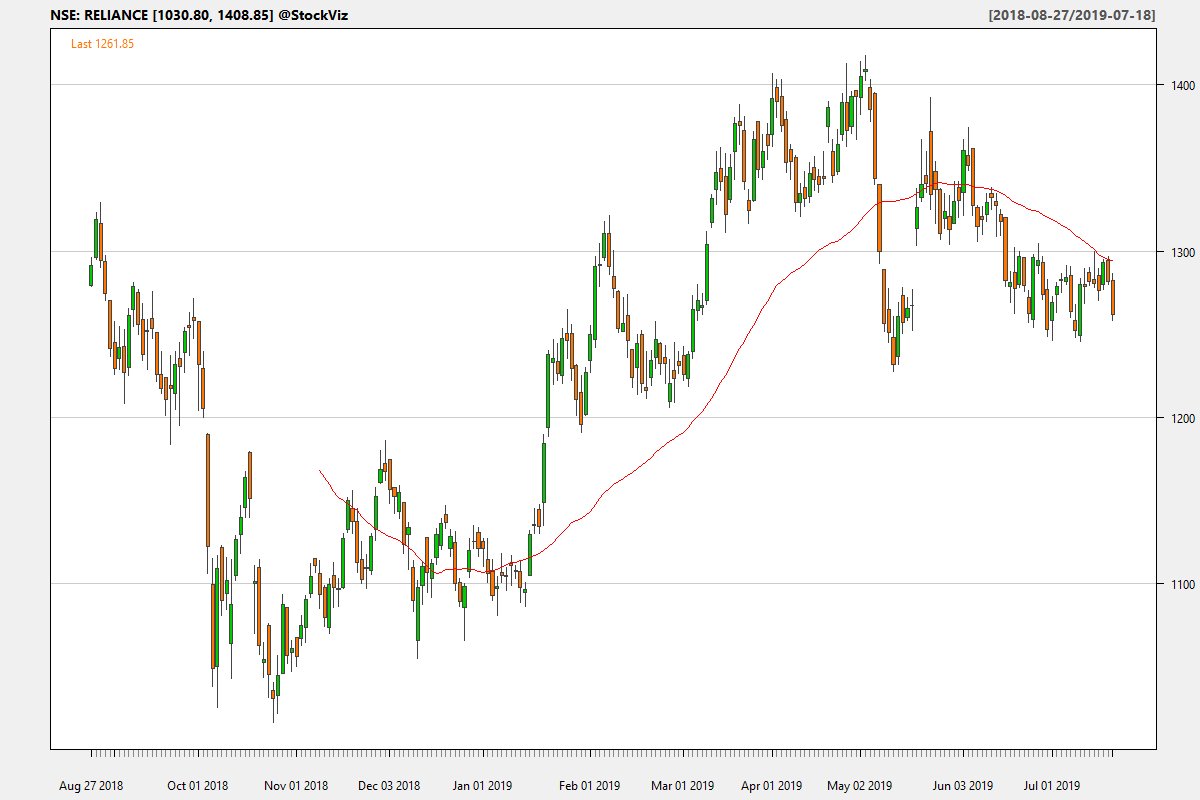 NSE: RELIANCE [1030.80, 1408.85] @StockViz [2018-08-27/2019-07-18]
Last 1261.85
1400
1300
1200
1100
Aug 27 2018 Oct 01 2018 Nov 01 2018 Dec 03 2018 Jan 01 2019 Feb 01 2019 Mar 01 2019 Apr 01 2019 May 02 2019 Jun 03 2019 Jul 01 2019